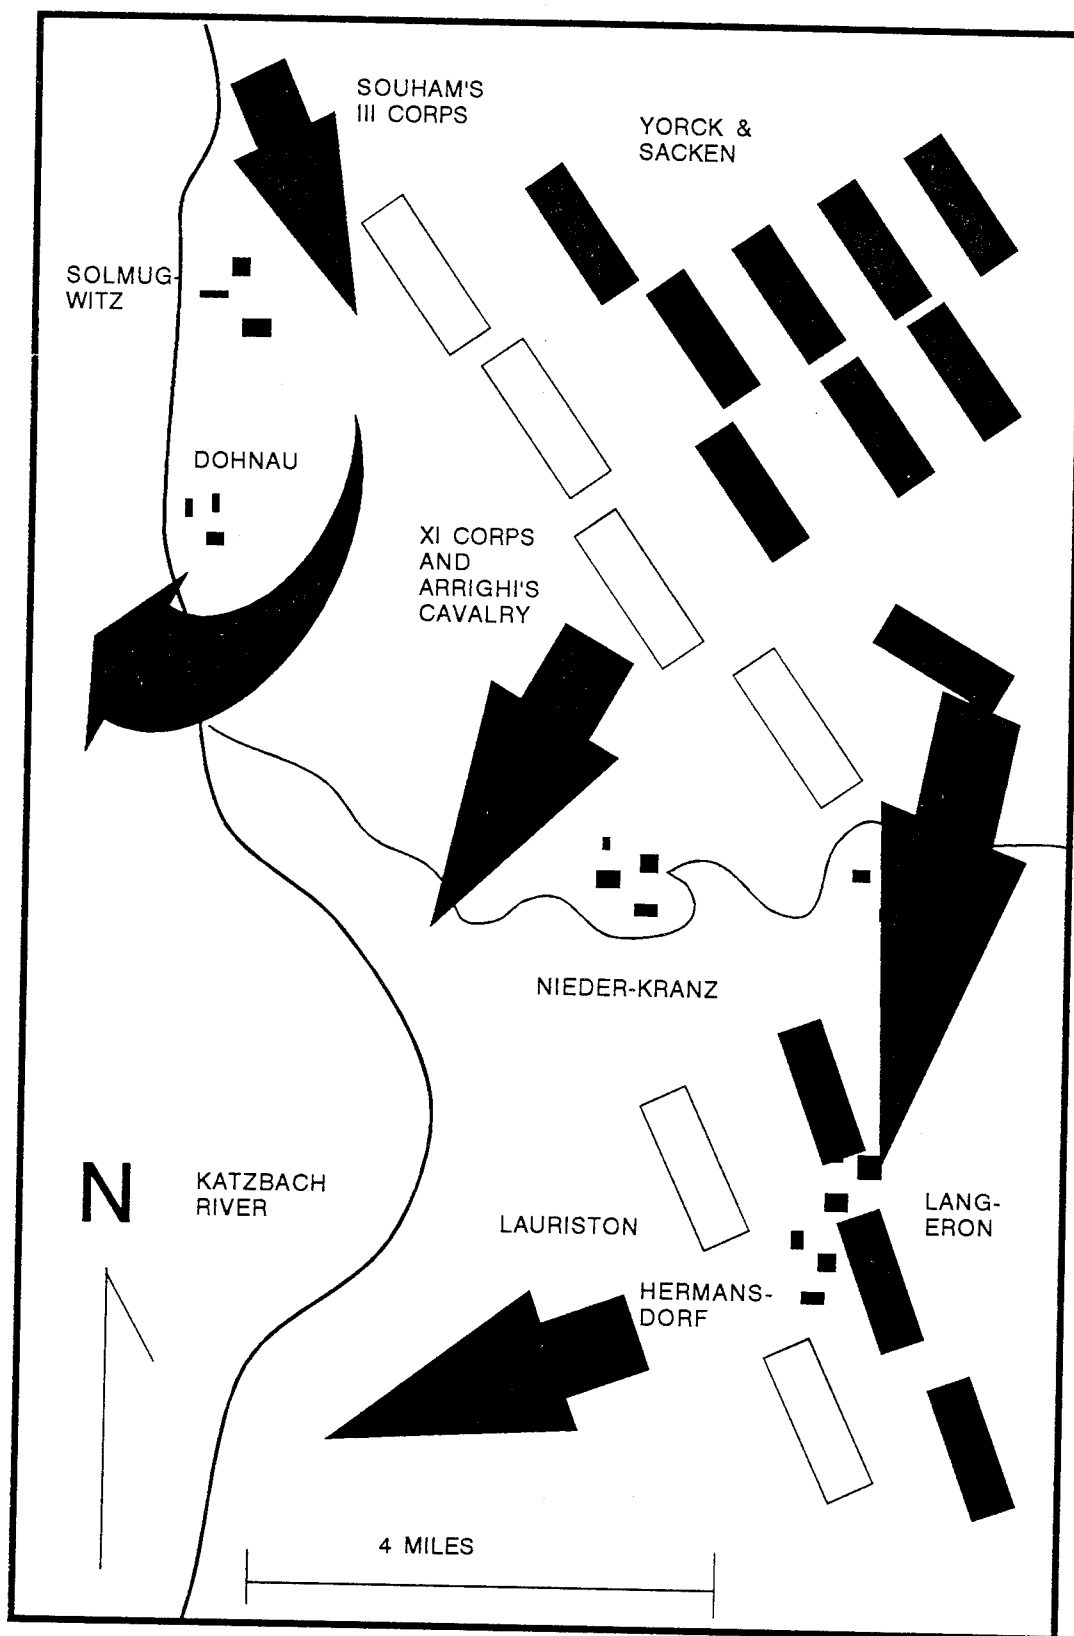 SOUHAM'S
III CORPS
YORCK &
SACKEN
SOLMUG-
WITZ
DOHNAU
XI CORPS
AND
ARRIGHI'S
CAVALRY
NIEDER-KRANZ
N
KATZBACH
RIVER
LAURISTON
LANG-
ERON
HERMANS-
DORF
4 MILES